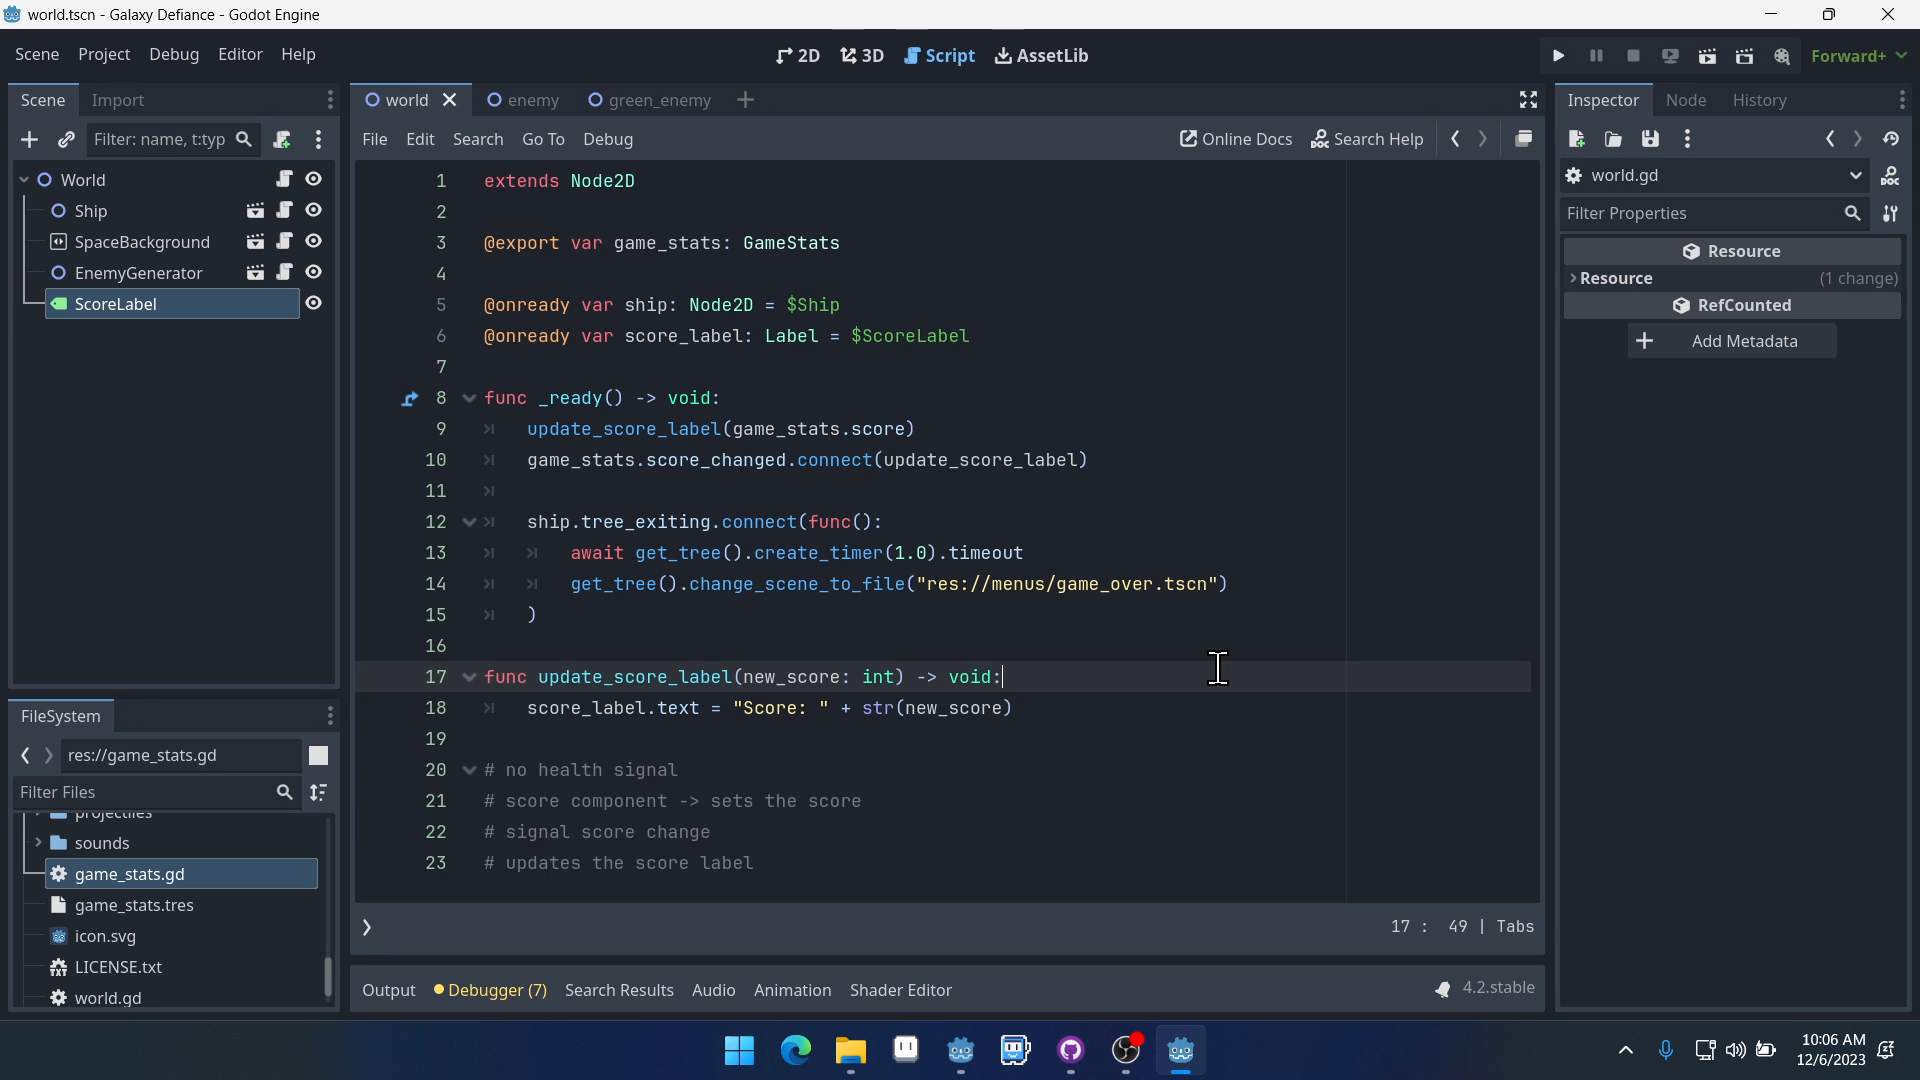 world.tscn - Galaxy Defiance - Godot Engine
Scene Project Debug Editor Help
2D 3D Script AssetLib
Forward+
Scene Import
world enemy green_enemy
Inspector Node History
Filter: name, t:typ
File Edit Search Go To Debug
Online Docs Search Help
World
Ship
SpaceBackground
EnemyGenerator
ScoreLabel
1 extends Node2D
2
3 @export var game_stats: GameStats
4
5 @onready var ship: Node2D = $Ship
6 @onready var score_label: Label = $ScoreLabel
7
8 func _ready() -> void:
9 update_score_label(game_stats.score)
10 game_stats.score_changed.connect(update_score_label)
11
12 ship.tree_exiting.connect(func():
13 await get_tree().create_timer(1.0).timeout
14 get_tree().change_scene_to_file("res://menus/game_over.tscn")
15 )
16
17 func update_score_label(new_score: int) -> void:
18 score_label.text = "Score: " + str(new_score)
19
20 # no health signal
21 # score component -> sets the score
22 # signal score change
23 # updates the score label
17 : 49 | Tabs
world.gd
DOC
Filter Properties
Resource
Resource (1 change)
RefCounted
Add Metadata
FileSystem
res://game_stats.gd
Filter Files
projectiles
sounds
game_stats.gd
game_stats.tres
icon.svg
LICENSE.txt
world.gd
Output Debugger (7) Search Results Audio Animation Shader Editor
4.2.stable
10:06 AM
12/6/2023